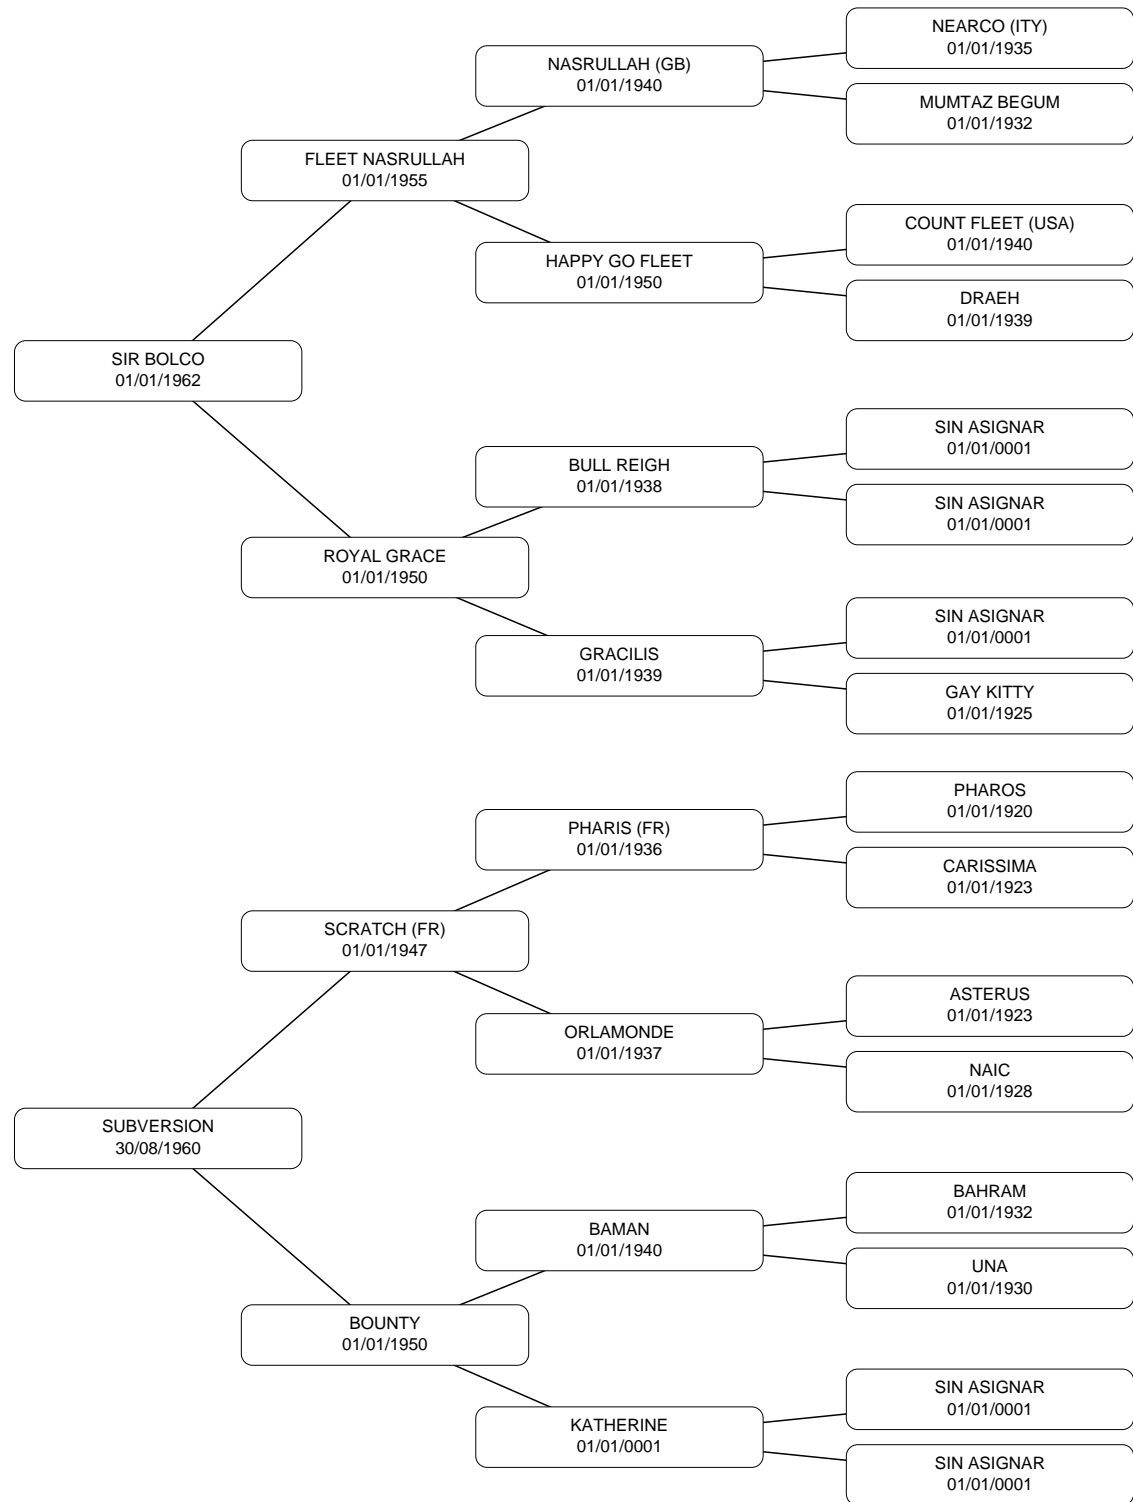 NEARCO (ITY)
01/01/1935
NASRULLAH (GB)
01/01/1940
MUMTAZ BEGUM
01/01/1932
FLEET NASRULLAH
01/01/1955
COUNT FLEET (USA)
01/01/1940
HAPPY GO FLEET
01/01/1950
DRAEH
01/01/1939
SIR BOLCO
01/01/1962
SIN ASIGNAR
01/01/0001
BULL REIGH
01/01/1938
SIN ASIGNAR
01/01/0001
ROYAL GRACE
01/01/1950
SIN ASIGNAR
01/01/0001
GRACILIS
01/01/1939
GAY KITTY
01/01/1925
PHAROS
01/01/1920
PHARIS (FR)
01/01/1936
CARISSIMA
01/01/1923
SCRATCH (FR)
01/01/1947
ASTERUS
01/01/1923
ORLAMONDE
01/01/1937
NAIC
01/01/1928
SUBVERSION
30/08/1960
BAHRAM
01/01/1932
BAMAN
01/01/1940
UNA
01/01/1930
BOUNTY
01/01/1950
SIN ASIGNAR
01/01/0001
KATHERINE
01/01/0001
SIN ASIGNAR
01/01/0001